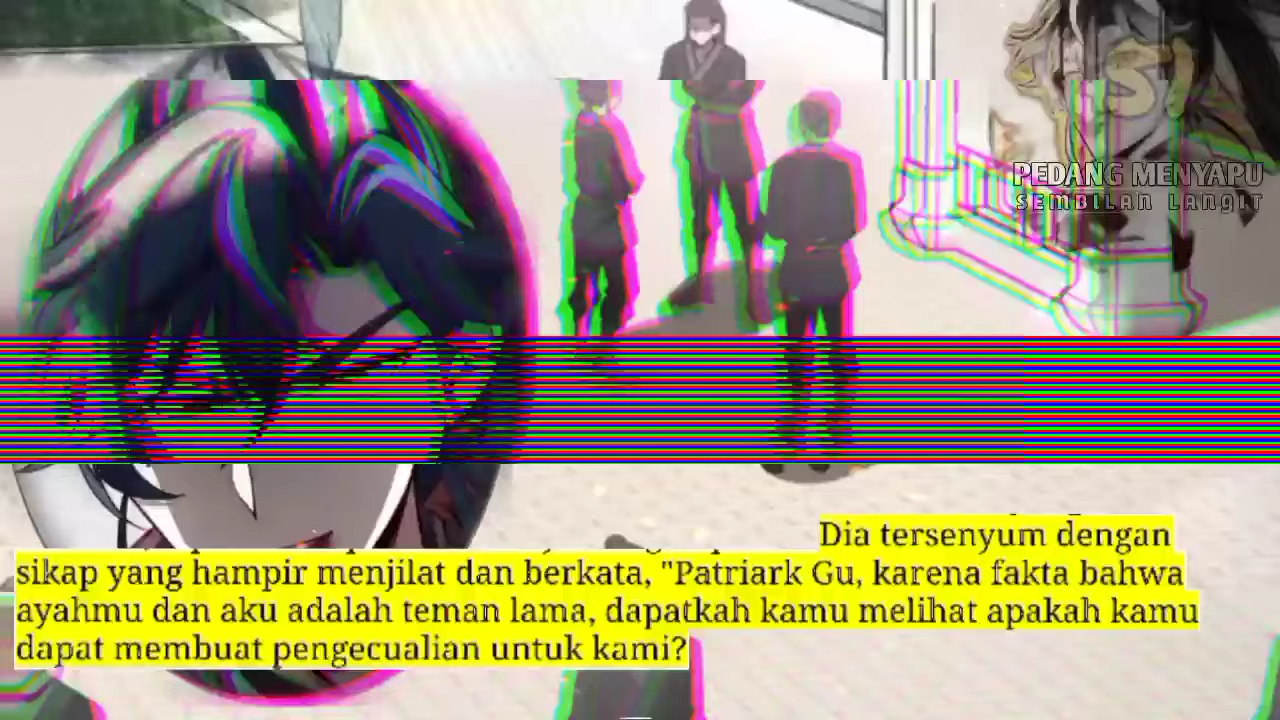 PEDANG MENYAPU
SEMBILAN LANGIT
Dia tersenyum dengan
sikap yang hampir menjilat dan berkata, "Patriark Gu, karena fakta bahwa
ayahmu dan aku adalah teman lama, dapatkah kamu melihat apakah kamu
dapat membuat pengecualian untuk kami?